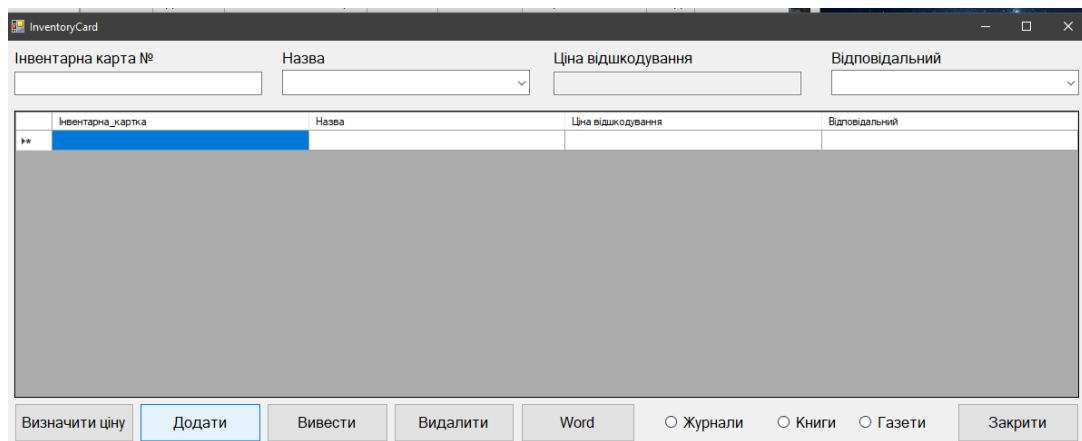 InventoryCard
Інвентарна карта № Назва Ціна відшкодування Відповідальний
Інвентарна_картка Назва Ціна відшкодування Відповідальний
Визначити ціну Додати Вивести Видалити Word Журнали Книги Газети Закрити